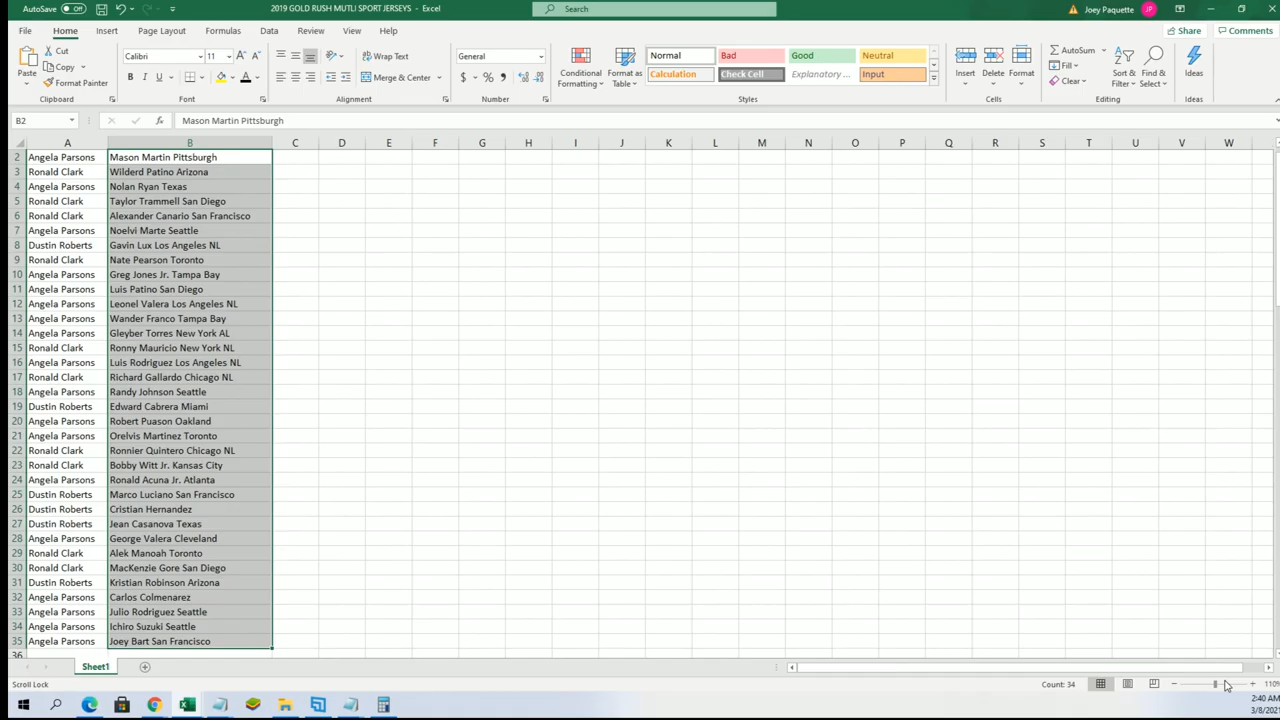 AutoSave Off 2019 GOLD RUSH MUTLI SPORT JERSEYS - Excel Search Joey Paquette JP
File Home Insert Page Layout Formulas Data Review View Help Share Comments
Paste Cut Copy Format Painter Calibri 11 Wrap Text Merge & Center General Conditional Formatting Format as Table Normal Bad Good Neutral Calculation Check Cell Explanatory ... Input Insert Delete Format AutoSum Fill Clear Sort & Filter Find & Select Ideas
Clipboard Font Alignment Number Styles Cells Editing Ideas
B2 Mason Martin Pittsburgh
A B C D E F G H I J K L M N O P Q R S T U V W
2 Angela Parsons Mason Martin Pittsburgh
3 Ronald Clark Wilderd Patino Arizona
4 Angela Parsons Nolan Ryan Texas
5 Ronald Clark Taylor Trammell San Diego
6 Ronald Clark Alexander Canario San Francisco
7 Angela Parsons Noelvi Marte Seattle
8 Dustin Roberts Gavin Lux Los Angeles NL
9 Ronald Clark Nate Pearson Toronto
10 Angela Parsons Greg Jones Jr. Tampa Bay
11 Angela Parsons Luis Patino San Diego
12 Angela Parsons Leonel Valera Los Angeles NL
13 Angela Parsons Wander Franco Tampa Bay
14 Angela Parsons Gleyber Torres New York AL
15 Ronald Clark Ronny Mauricio New York NL
16 Angela Parsons Luis Rodriguez Los Angeles NL
17 Ronald Clark Richard Gallardo Chicago NL
18 Angela Parsons Randy Johnson Seattle
19 Dustin Roberts Edward Cabrera Miami
20 Angela Parsons Robert Puason Oakland
21 Angela Parsons Orelvis Martinez Toronto
22 Ronald Clark Ronnier Quintero Chicago NL
23 Ronald Clark Bobby Witt Jr. Kansas City
24 Angela Parsons Ronald Acuna Jr. Atlanta
25 Dustin Roberts Marco Luciano San Francisco
26 Dustin Roberts Cristian Hernandez
27 Dustin Roberts Jean Casanova Texas
28 Angela Parsons George Valera Cleveland
29 Ronald Clark Alek Manoah Toronto
30 Ronald Clark MacKenzie Gore San Diego
31 Dustin Roberts Kristian Robinson Arizona
32 Angela Parsons Carlos Colmenarez
33 Angela Parsons Julio Rodriguez Seattle
34 Angela Parsons Ichiro Suzuki Seattle
35 Angela Parsons Joey Bart San Francisco
36
Sheet1
Scroll Lock Count: 34 110%
2:40 AM
3/8/2021